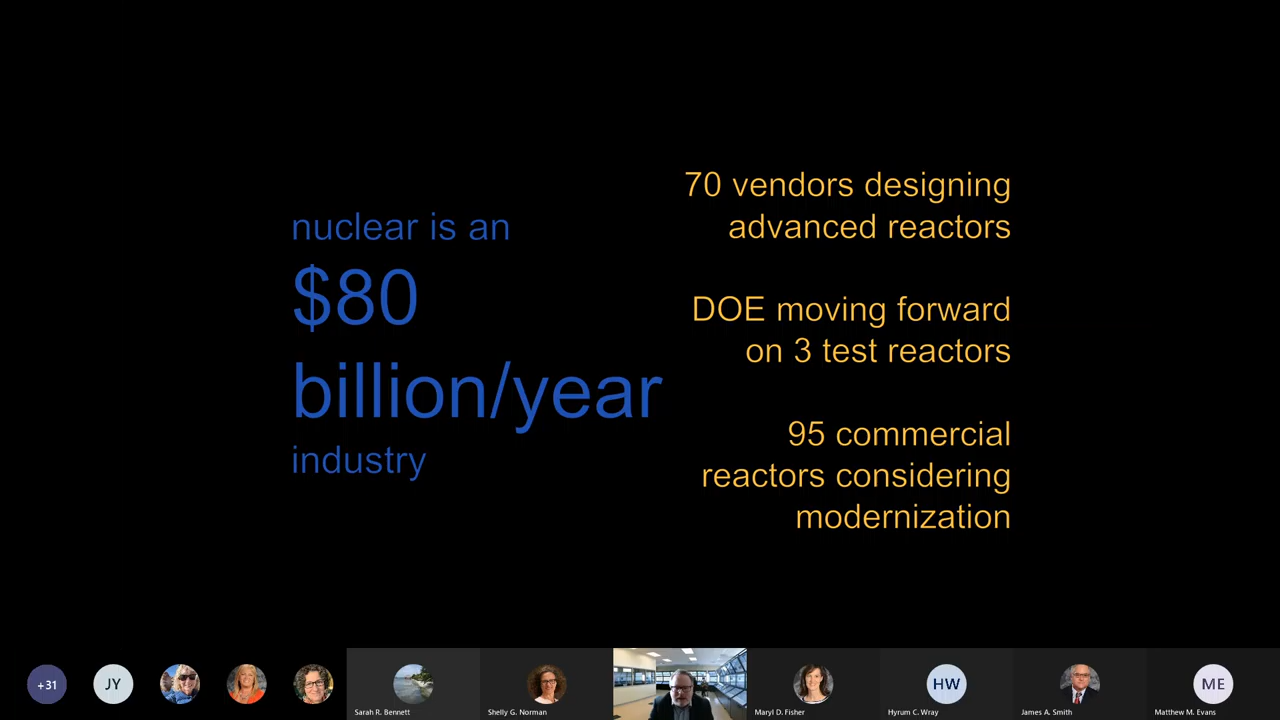 nuclear is an
$80
billion/year
industry
70 vendors designing
advanced reactors
DOE moving forward
on 3 test reactors
95 commercial
reactors considering
modernization
+31
JY
Sarah R. Bennett
Shelly G. Norman
Maryl D. Fisher
HW
Hyrum C. Wray
James A. Smith
ME
Matthew M. Evans